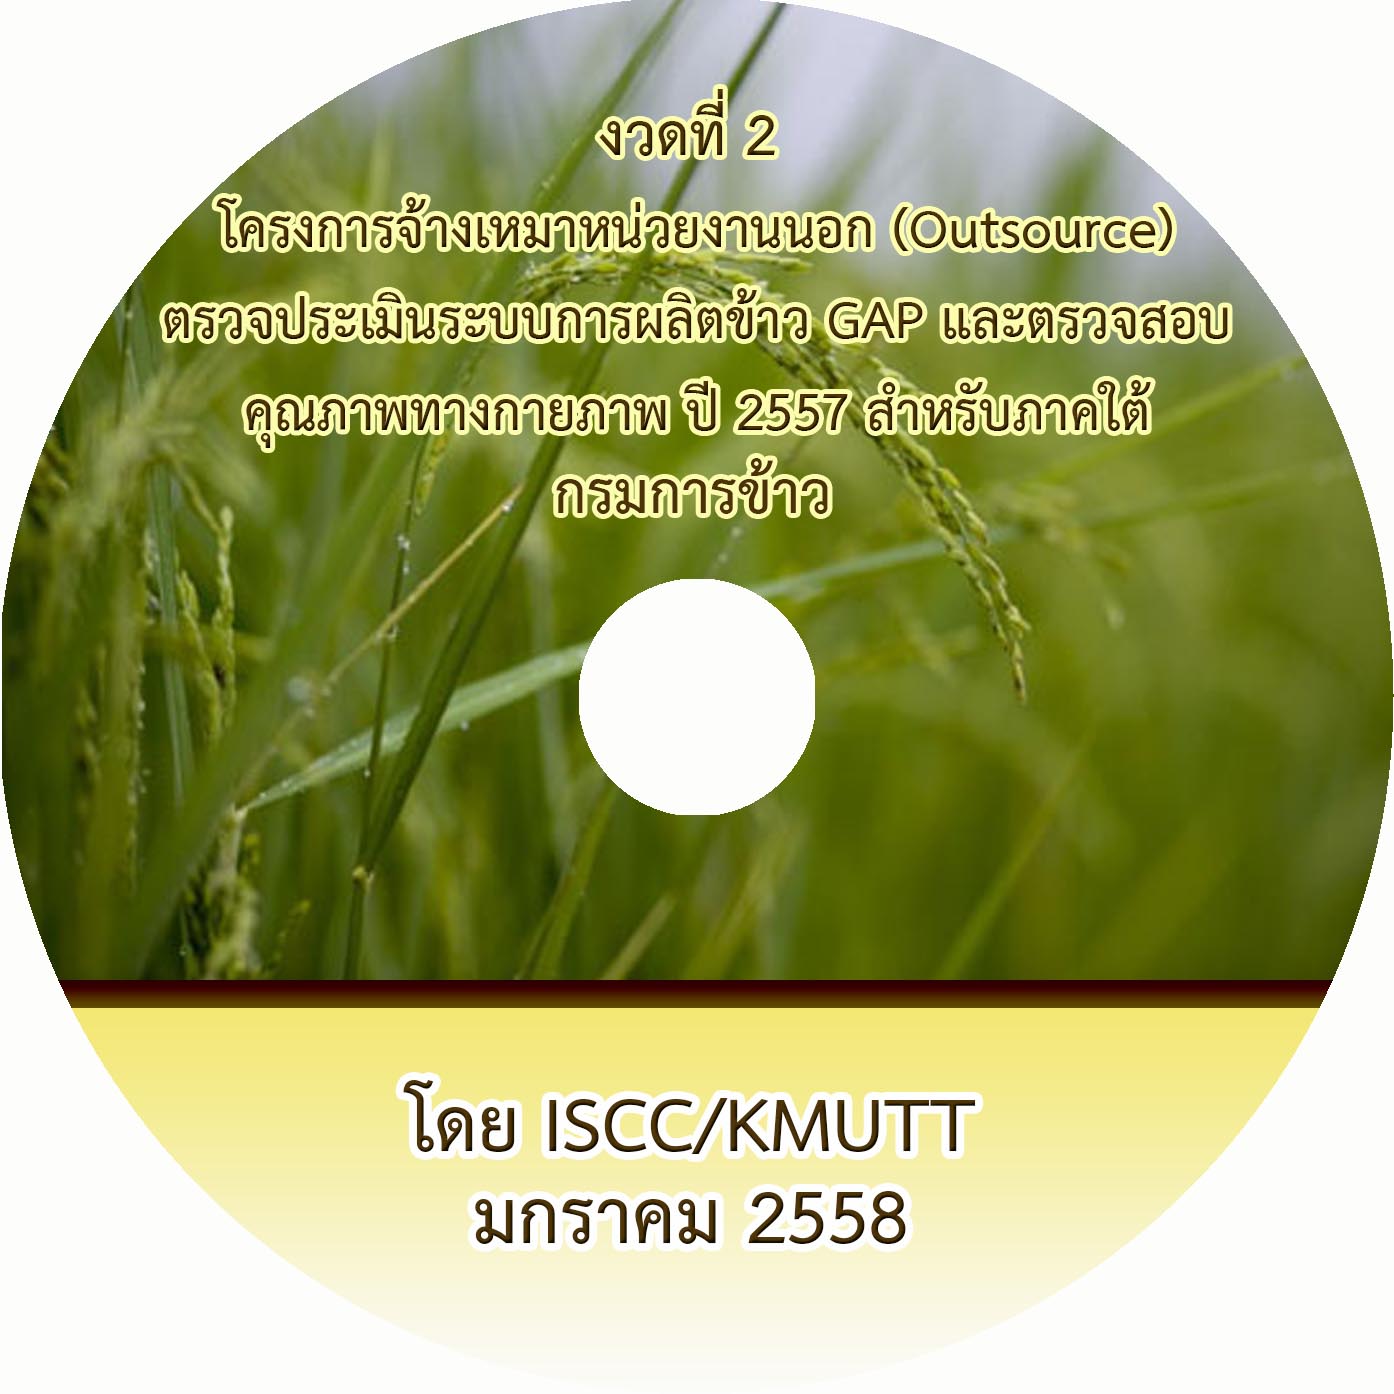 งวดที่ 2
โครงการจ้างเหมาหน่วยงานนอก (Outsource)
ตรวจประเมินระบบการผลิตข้าว GAP และตรวจสอบ
คุณภาพทางกายภาพ ปี 2557 สำหรับภาคใต้
กรมการข้าว
โดย ISCC/KMUTT
มกราคม 2558